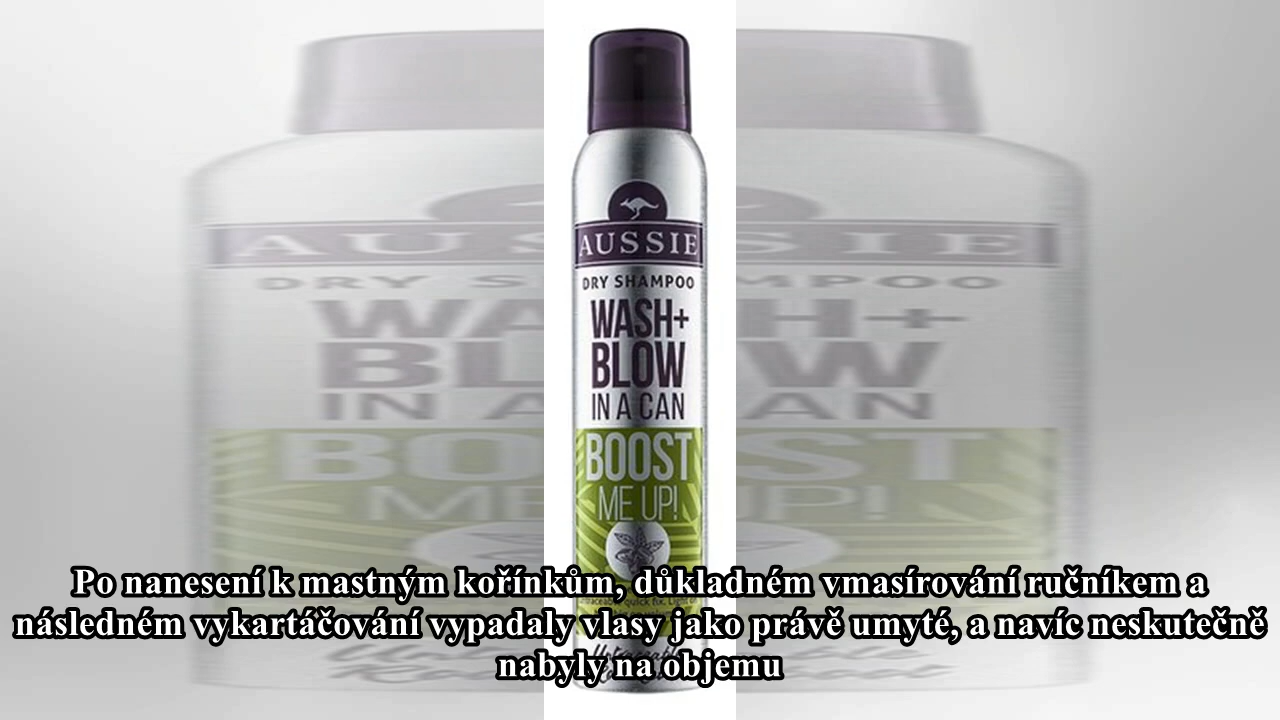 AUSSIE
DRY SHAMPOO
WASH+
BLOW
IN A CAN
BOOST
ME UP!
Po nanesení k mastným kořínkům, důkladném vmasírování ručníkem a
následném vykartáčování vypadaly vlasy jako právě umyté, a navíc neskutečně
nabyly na objemu